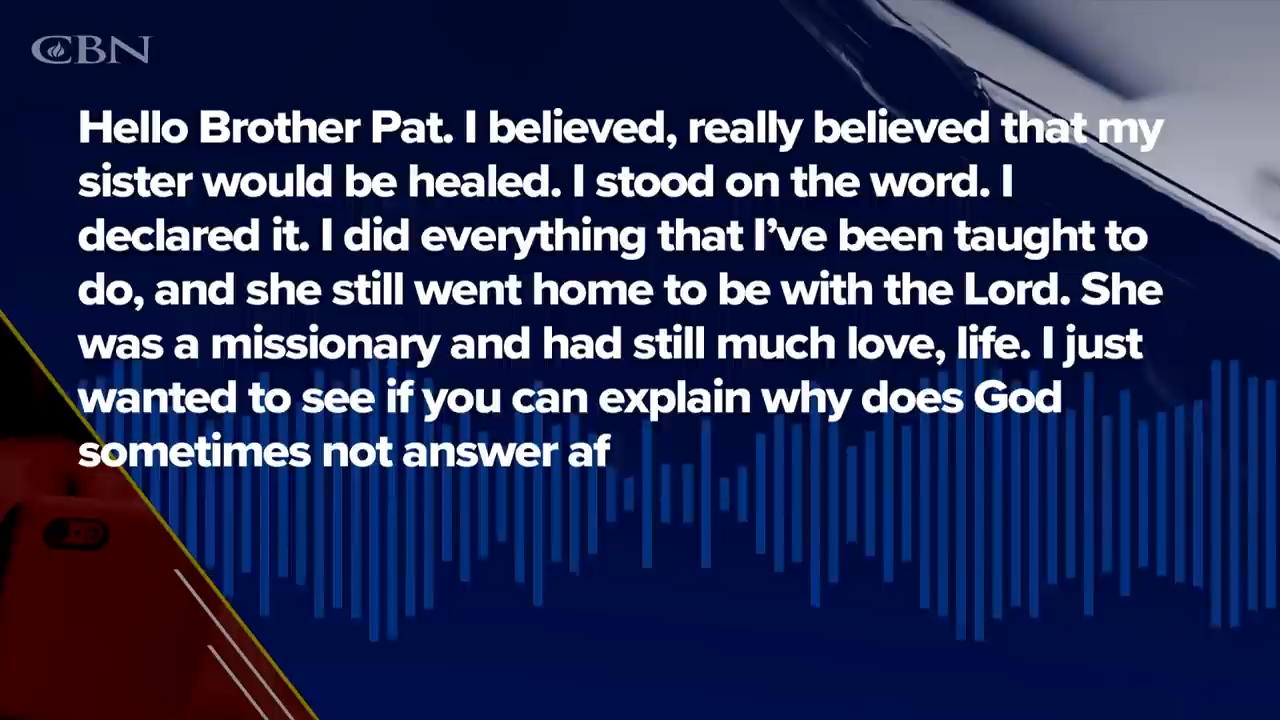 CBN
Hello Brother Pat. I believed, really believed that my
sister would be healed. I stood on the word. I
declared it. I did everything that I’ve been taught to
do, and she still went home to be with the Lord. She
was a missionary and had still much love, life. I just
wanted to see if you can explain why does God
sometimes not answer af